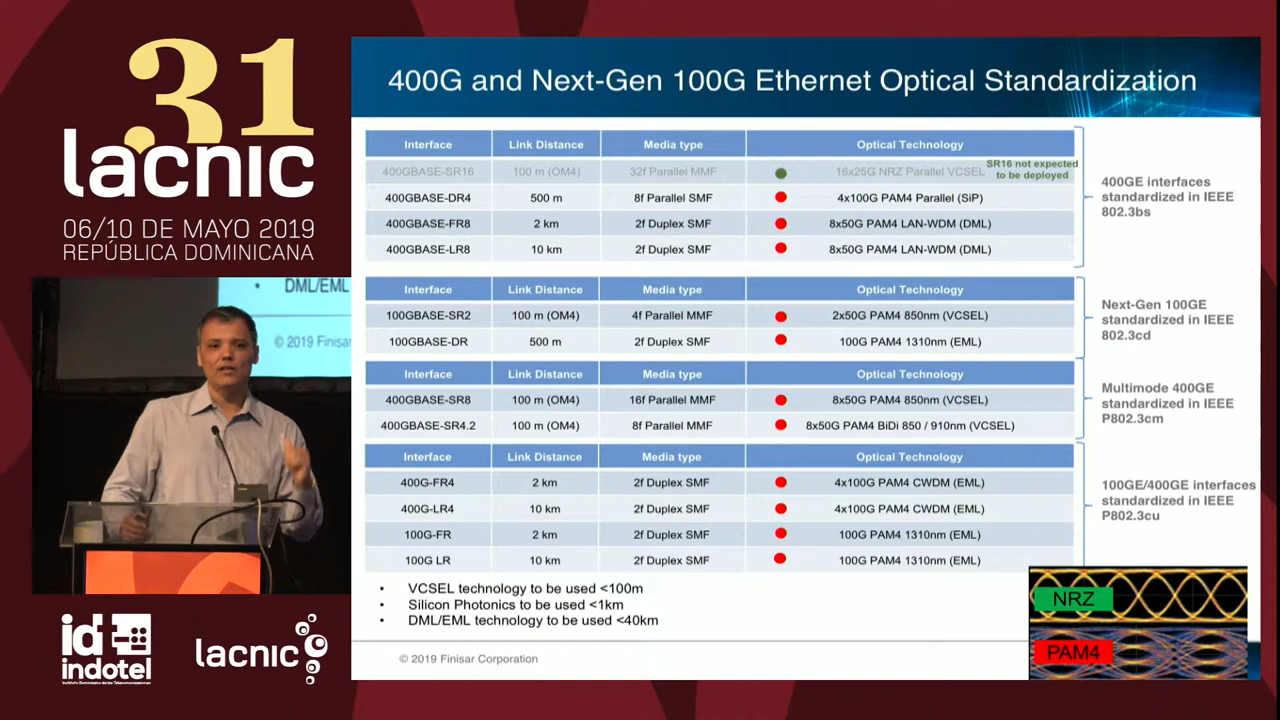 31
lacnic
06/10 DE MAYO 2019
REPÚBLICA DOMINICANA
• DML/EML
© 2019 Finisar
indotel
lacnic
400G and Next-Gen 100G Ethernet Optical Standardization
Interface Link Distance Media type Optical Technology
400GBASE-SR16 100 m (OM4) 32f Parallel MMF 16x25G NRZ Parallel VCSEL
SR16 not expected
to be deployed
400GBASE-DR4 500 m 8f Parallel SMF 4x100G PAM4 Parallel (SiP)
400GBASE-FR8 2 km 2f Duplex SMF 8x50G PAM4 LAN-WDM (DML)
400GBASE-LR8 10 km 2f Duplex SMF 8x50G PAM4 LAN-WDM (DML)
400GE interfaces
standardized in IEEE
802.3bs
Interface Link Distance Media type Optical Technology
100GBASE-SR2 100 m (OM4) 4f Parallel MMF 2x50G PAM4 850nm (VCSEL)
100GBASE-DR 500 m 2f Duplex SMF 100G PAM4 1310nm (EML)
Next-Gen 100GE
standardized in IEEE
802.3cd
Interface Link Distance Media type Optical Technology
400GBASE-SR8 100 m (OM4) 16f Parallel MMF 8x50G PAM4 850nm (VCSEL)
400GBASE-SR4.2 100 m (OM4) 8f Parallel MMF 8x50G PAM4 BiDi 850 / 910nm (VCSEL)
Multimode 400GE
standardized in IEEE
P802.3cm
Interface Link Distance Media type Optical Technology
400G-FR4 2 km 2f Duplex SMF 4x100G PAM4 CWDM (EML)
400G-LR4 10 km 2f Duplex SMF 4x100G PAM4 CWDM (EML)
100G-FR 2 km 2f Duplex SMF 100G PAM4 1310nm (EML)
100G LR 10 km 2f Duplex SMF 100G PAM4 1310nm (EML)
100GE/400GE interfaces
standardized in IEEE
P802.3cu
• VCSEL technology to be used <100m
• Silicon Photonics to be used <1km
• DML/EML technology to be used <40km
NRZ
PAM4
© 2019 Finisar Corporation